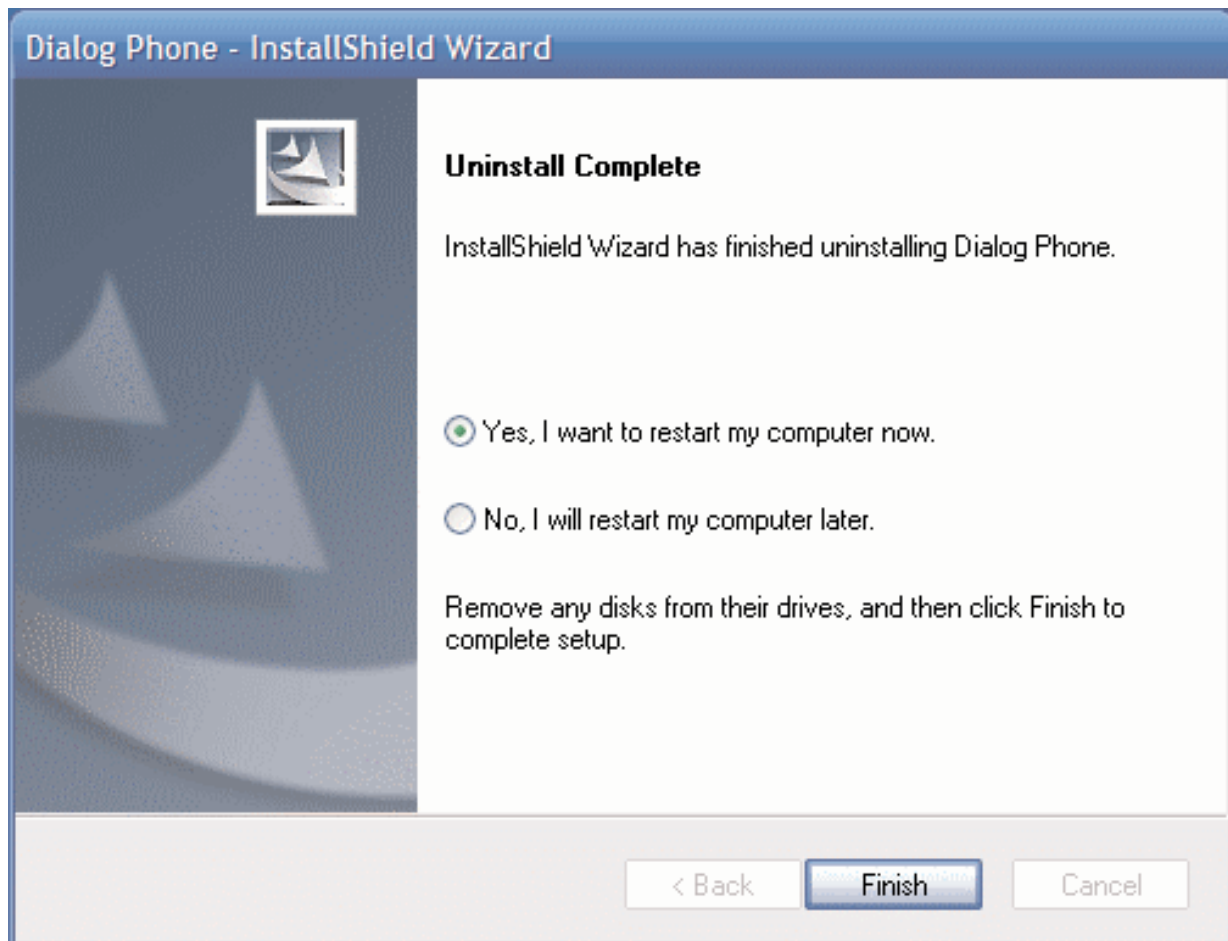 Dialog Phone - InstallShield Wizard
Uninstall Complete
InstallShield Wizard has finished uninstalling Dialog Phone.
Yes, I want to restart my computer now.
No, I will restart my computer later.
Remove any disks from their drives, and then click Finish to
complete setup.
< Back
Finish
Cancel